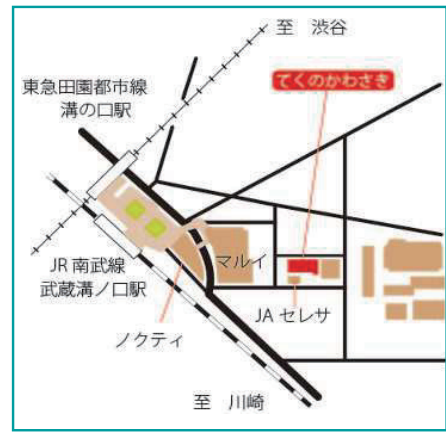 至 渋谷
てくのかわさき
東急田園都市線
溝の口駅
マルイ
JR 南武線
武蔵溝ノ口駅
JA セレサ
ノクティ
至 川崎